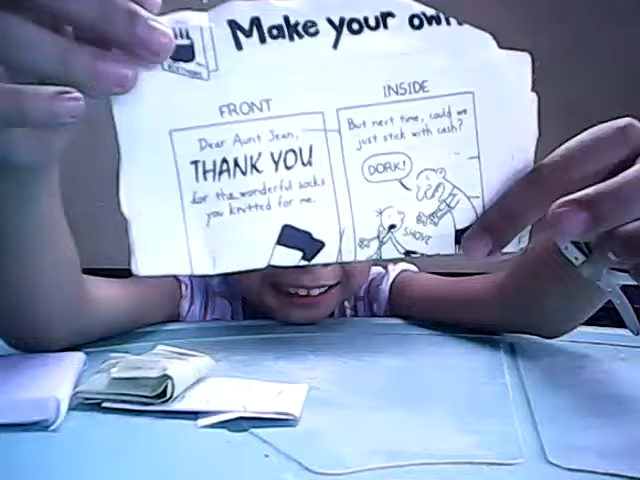 Make your own
FRONT
INSIDE
Dear Aunt Jean,
THANK YOU
for the wonderful socks
you knitted for me.
But next time, could we
just stick with cash?
DORK!
SHOVE